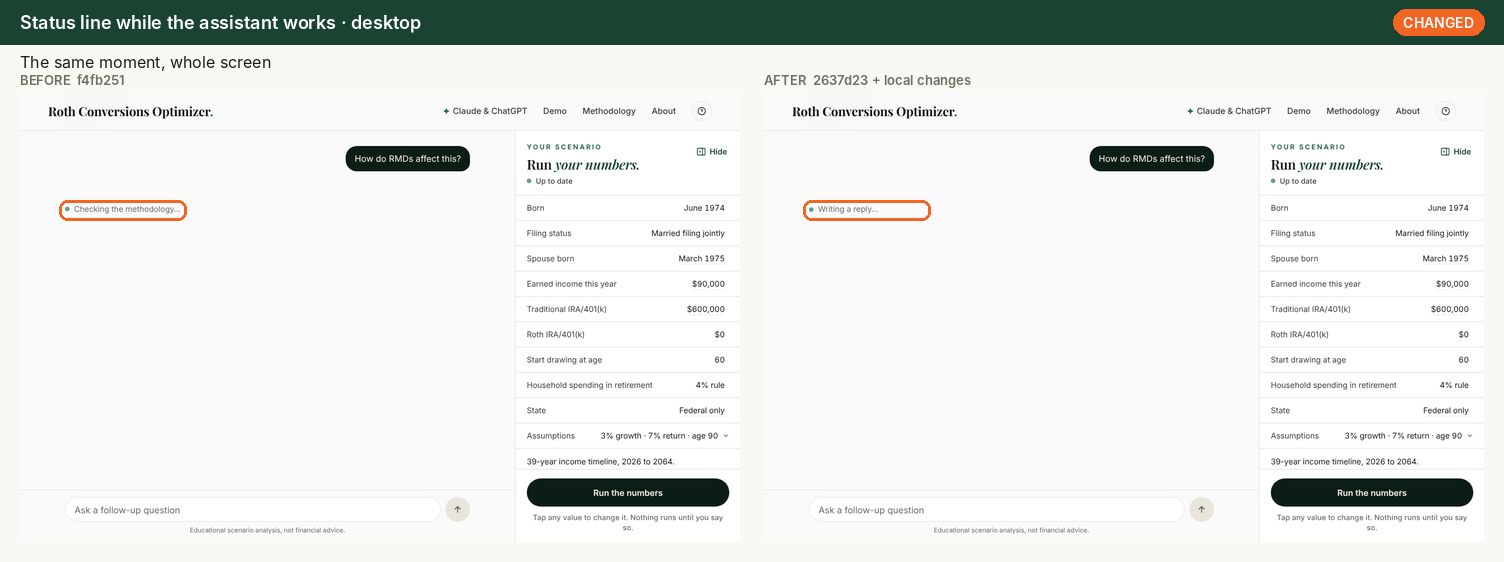 Status line while the assistant works · desktop
CHANGED
The same moment, whole screen
BEFORE f4fb251
Roth Conversions Optimizer.
✦ Claude & ChatGPT Demo Methodology About ?
How do RMDs affect this?
Checking the methodology...
YOUR SCENARIO
Run your numbers.
Hide
Up to date
Born June 1974
Filing status Married filing jointly
Spouse born March 1975
Earned income this year $90,000
Traditional IRA/401(k) $600,000
Roth IRA/401(k) $0
Start drawing at age 60
Household spending in retirement 4% rule
State Federal only
Assumptions 3% growth · 7% return · age 90
39-year income timeline, 2026 to 2064.
Run the numbers
Tap any value to change it. Nothing runs until you say
so.
Ask a follow-up question
Educational scenario analysis, not financial advice.
AFTER 2637d23 + local changes
Roth Conversions Optimizer.
✦ Claude & ChatGPT Demo Methodology About ?
How do RMDs affect this?
Writing a reply...
YOUR SCENARIO
Run your numbers.
Hide
Up to date
Born June 1974
Filing status Married filing jointly
Spouse born March 1975
Earned income this year $90,000
Traditional IRA/401(k) $600,000
Roth IRA/401(k) $0
Start drawing at age 60
Household spending in retirement 4% rule
State Federal only
Assumptions 3% growth · 7% return · age 90
39-year income timeline, 2026 to 2064.
Run the numbers
Tap any value to change it. Nothing runs until you say
so.
Ask a follow-up question
Educational scenario analysis, not financial advice.